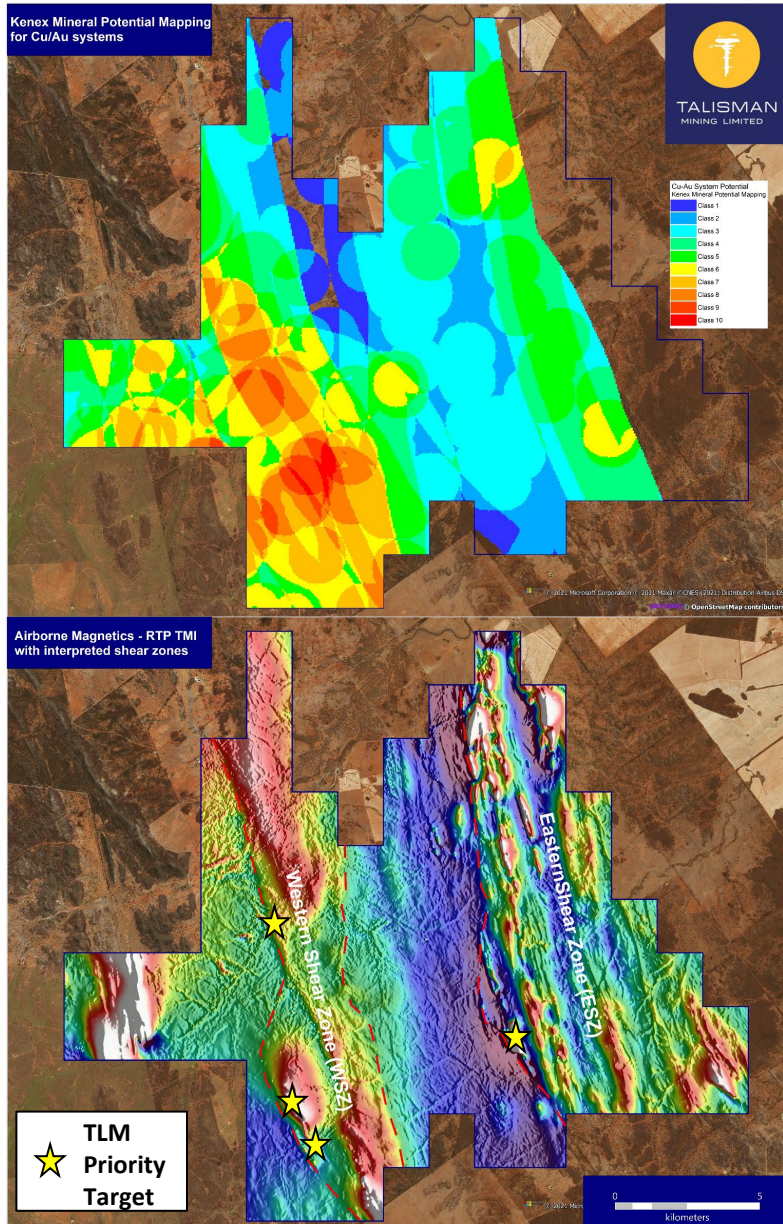 Kenex Mineral Potential Mapping
for Cu/Au systems
TALISMAN
MINING LIMITED
Cu-Au System Potential
Kenex Mineral Potential Mapping
Class 1
Class 2
Class 3
Class 4
Class 5
Class 6
Class 7
Class 8
Class 9
Class 10
© 2021 Microsoft Corporation © 2021 Maxar © CNES (2021) Distribution Airbus DS
© OpenStreetMap contributors
Airborne Magnetics - RTP TMI
with interpreted shear zones
Western Shear Zone (WSZ)
EasternShear Zone (ESZ)
TLM
Priority
Target
© 2021 Mic
0 5
kilometers